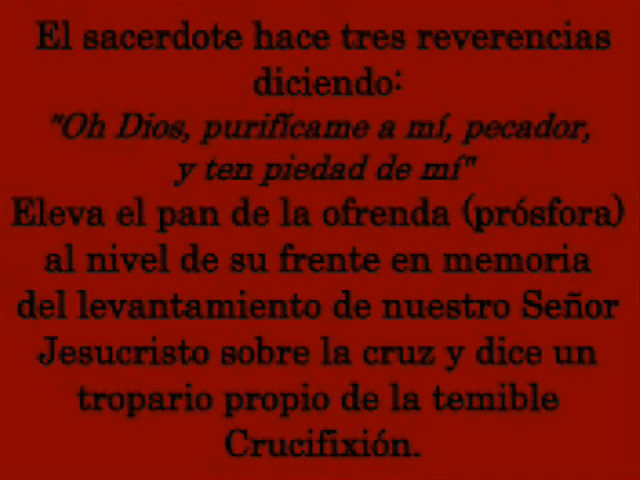 El sacerdote hace tres reverencias
diciendo:
"Oh Dios, purifícame a mí, pecador,
y ten piedad de mí"
Eleva el pan de la ofrenda (prósfora)
al nivel de su frente en memoria
del levantamiento de nuestro Señor
Jesucristo sobre la cruz y dice un
tropario propio de la temible
Crucifixión.